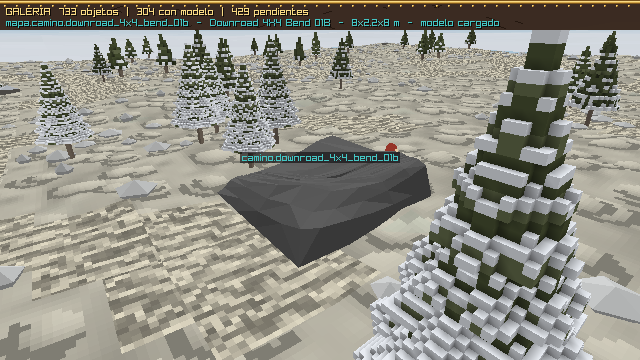 GALERIA 733 objetos | 304 con modelo | 429 pendientes
mapa.camino.downroad_4x4_bend_01b - Downroad 4X4 Bend 01B - 8x2.2x8 m - modelo cargado
camino.downroad_4x4_bend_01b